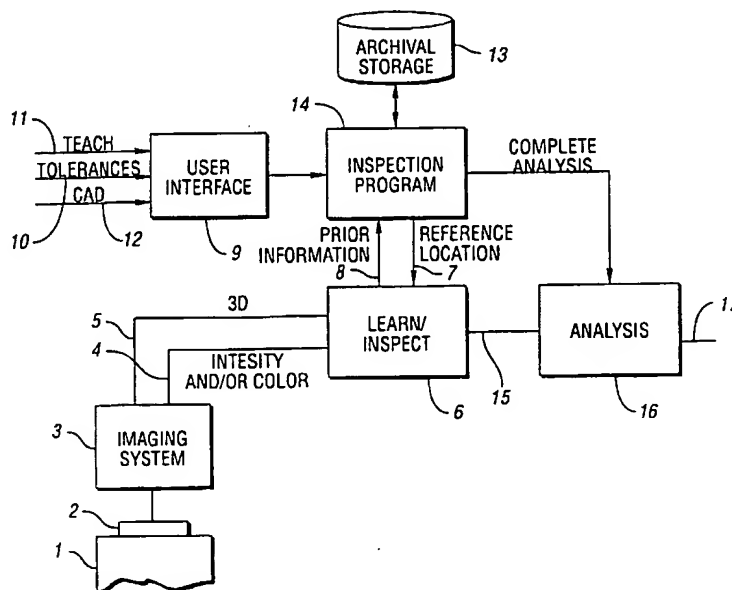 ARCHIVAL
STORAGE
13
14
11
TEACH
TOLERANCES
CAD
10
12
USER
INTERFACE
9
INSPECTION
PROGRAM
COMPLETE
ANALYSIS
PRIOR
INFORMATION
8
REFERENCE
LOCATION
7
5
3D
4
INTESITY
AND/OR COLOR
LEARN/
INSPECT
6
15
ANALYSIS
16
3
IMAGING
SYSTEM
2
1